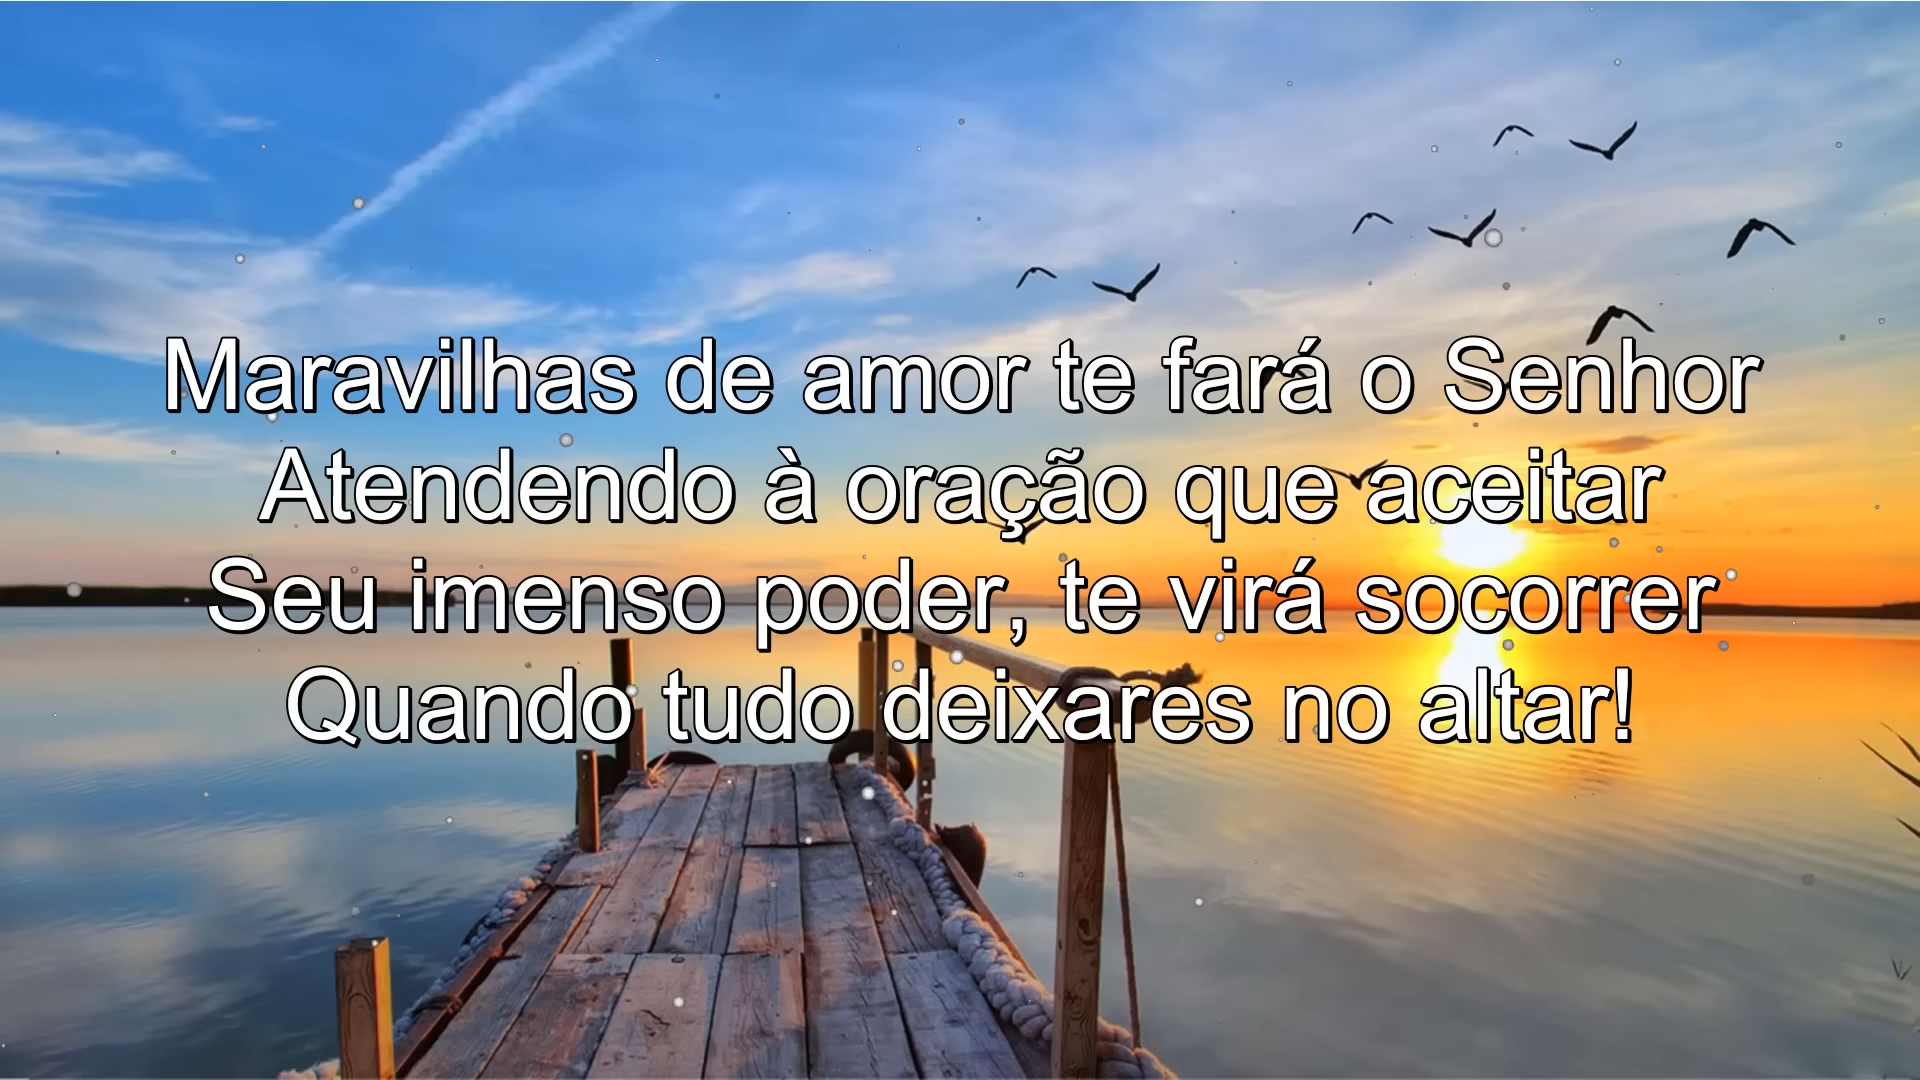 Maravilhas de amor te fará o Senhor
Atendendo à oração que aceitar
Seu imenso poder, te virá socorrer
Quando tudo deixares no altar!